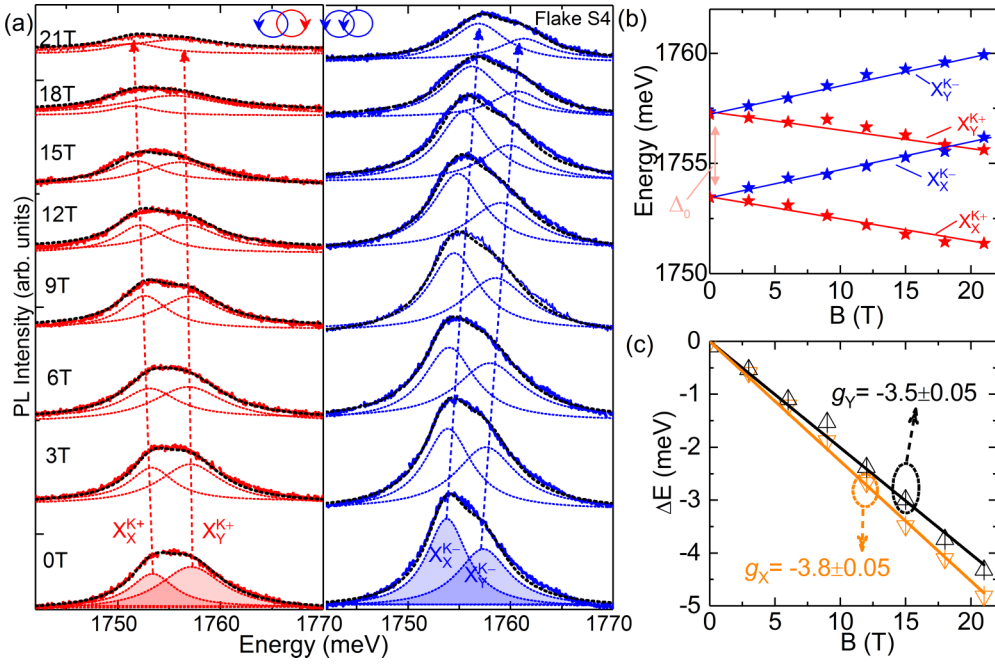 (a)
Flake S4
21T
18T
15T
12T
9T
6T
3T
0T
X_X^{K+}
X_Y^{K+}
X_X^{K−}
X_Y^{K−}
PL Intensity (arb. units)
1750 1760 1770
1750 1760 1770
Energy (meV)
(b)
1760
1755
1750
Energy (meV)
X_Y^{K−}
X_Y^{K+}
X_X^{K−}
X_X^{K+}
Δ_0
0 5 10 15 20
B (T)
(c)
0
-1
-2
-3
-4
-5
ΔE (meV)
g_Y= -3.5±0.05
g_X= -3.8±0.05
0 5 10 15 20
B (T)